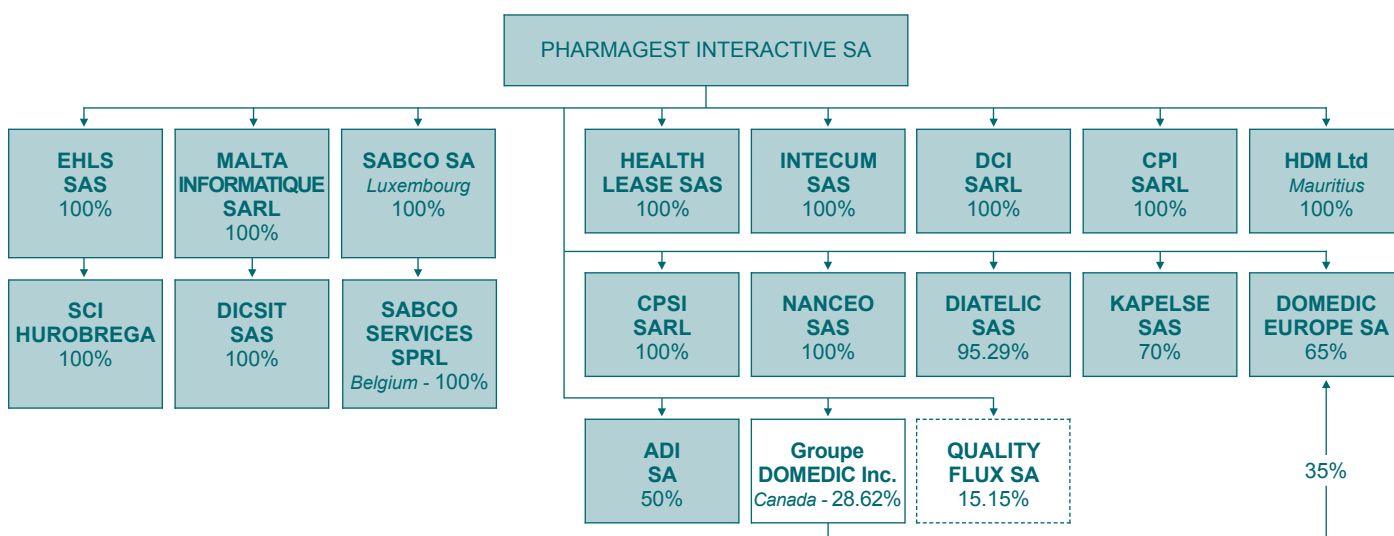 PHARMAGEST INTERACTIVE SA
EHLS
SAS
100%
MALTA
INFORMATIQUE
SARL
100%
SABCO SA
Luxembourg
100%
HEALTH
LEASE SAS
100%
INTECUM
SAS
100%
DCI
SARL
100%
CPI
SARL
100%
HDM Ltd
Mauritius
100%
SCI
HUROBREGA
100%
DICSIT
SAS
100%
SABCO
SERVICES
SPRL
Belgium - 100%
CPSI
SARL
100%
NANCEO
SAS
100%
DIATELIC
SAS
95.29%
KAPELSE
SAS
70%
DOMEDIC
EUROPE SA
65%
ADI
SA
50%
Groupe
DOMEDIC Inc.
Canada - 28.62%
QUALITY
FLUX SA
15.15%
35%